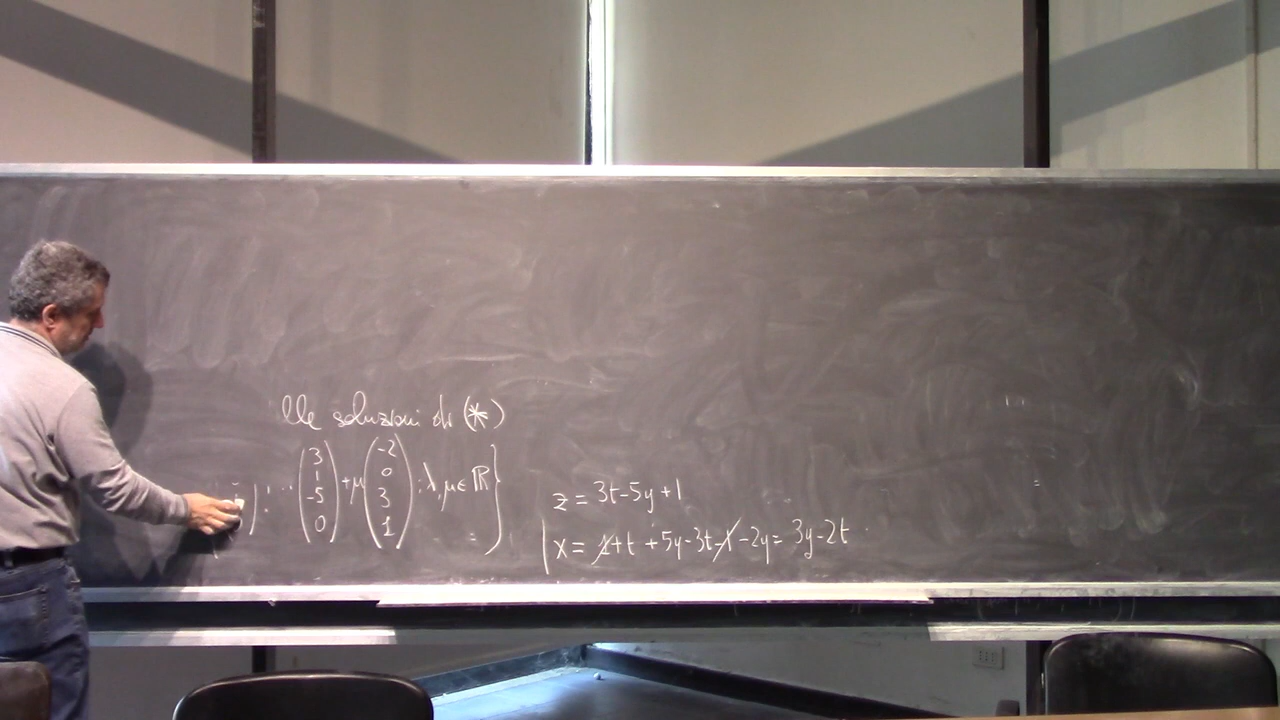 lle soluzioni di (*)
(3 1 -5 0) + μ (-2 0 3 1) : λ, μ ∈ ℝ }
z = 3t-5y+1
x = 1+t +5y-3t-1-2y = 3y-2t